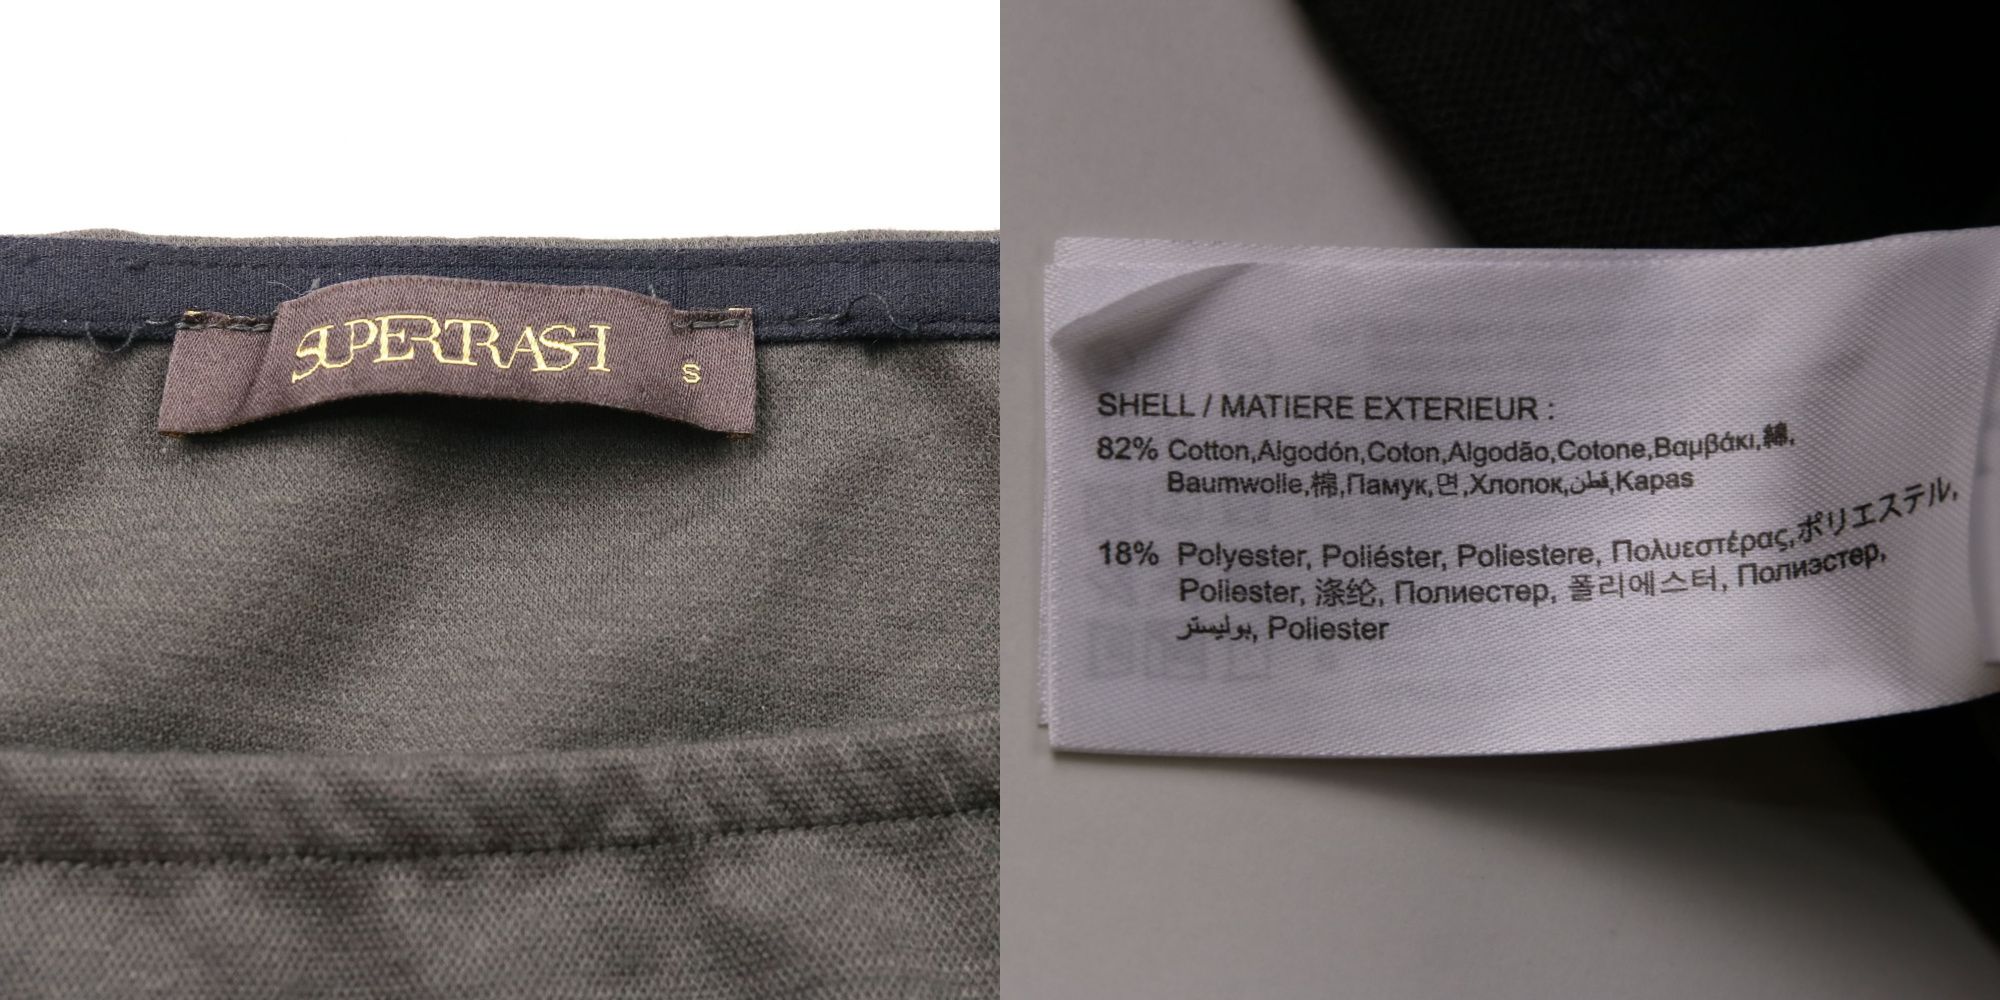 SUPERTRASH
S
SHELL / MATIERE EXTERIEUR :
82% Cotton,Algodón,Coton,Algodão,Cotone,Βαμβάκι,綿,
Baumwolle,棉,Памук,면,Хлопок,قطن,Kapas
18% Polyester, Poliéster, Poliestere, Πολυεστέρας,ポリエステル,
Poliester, 涤纶, Полиестер, 폴리에스터, Полиэстер,
بوليستر, Poliester